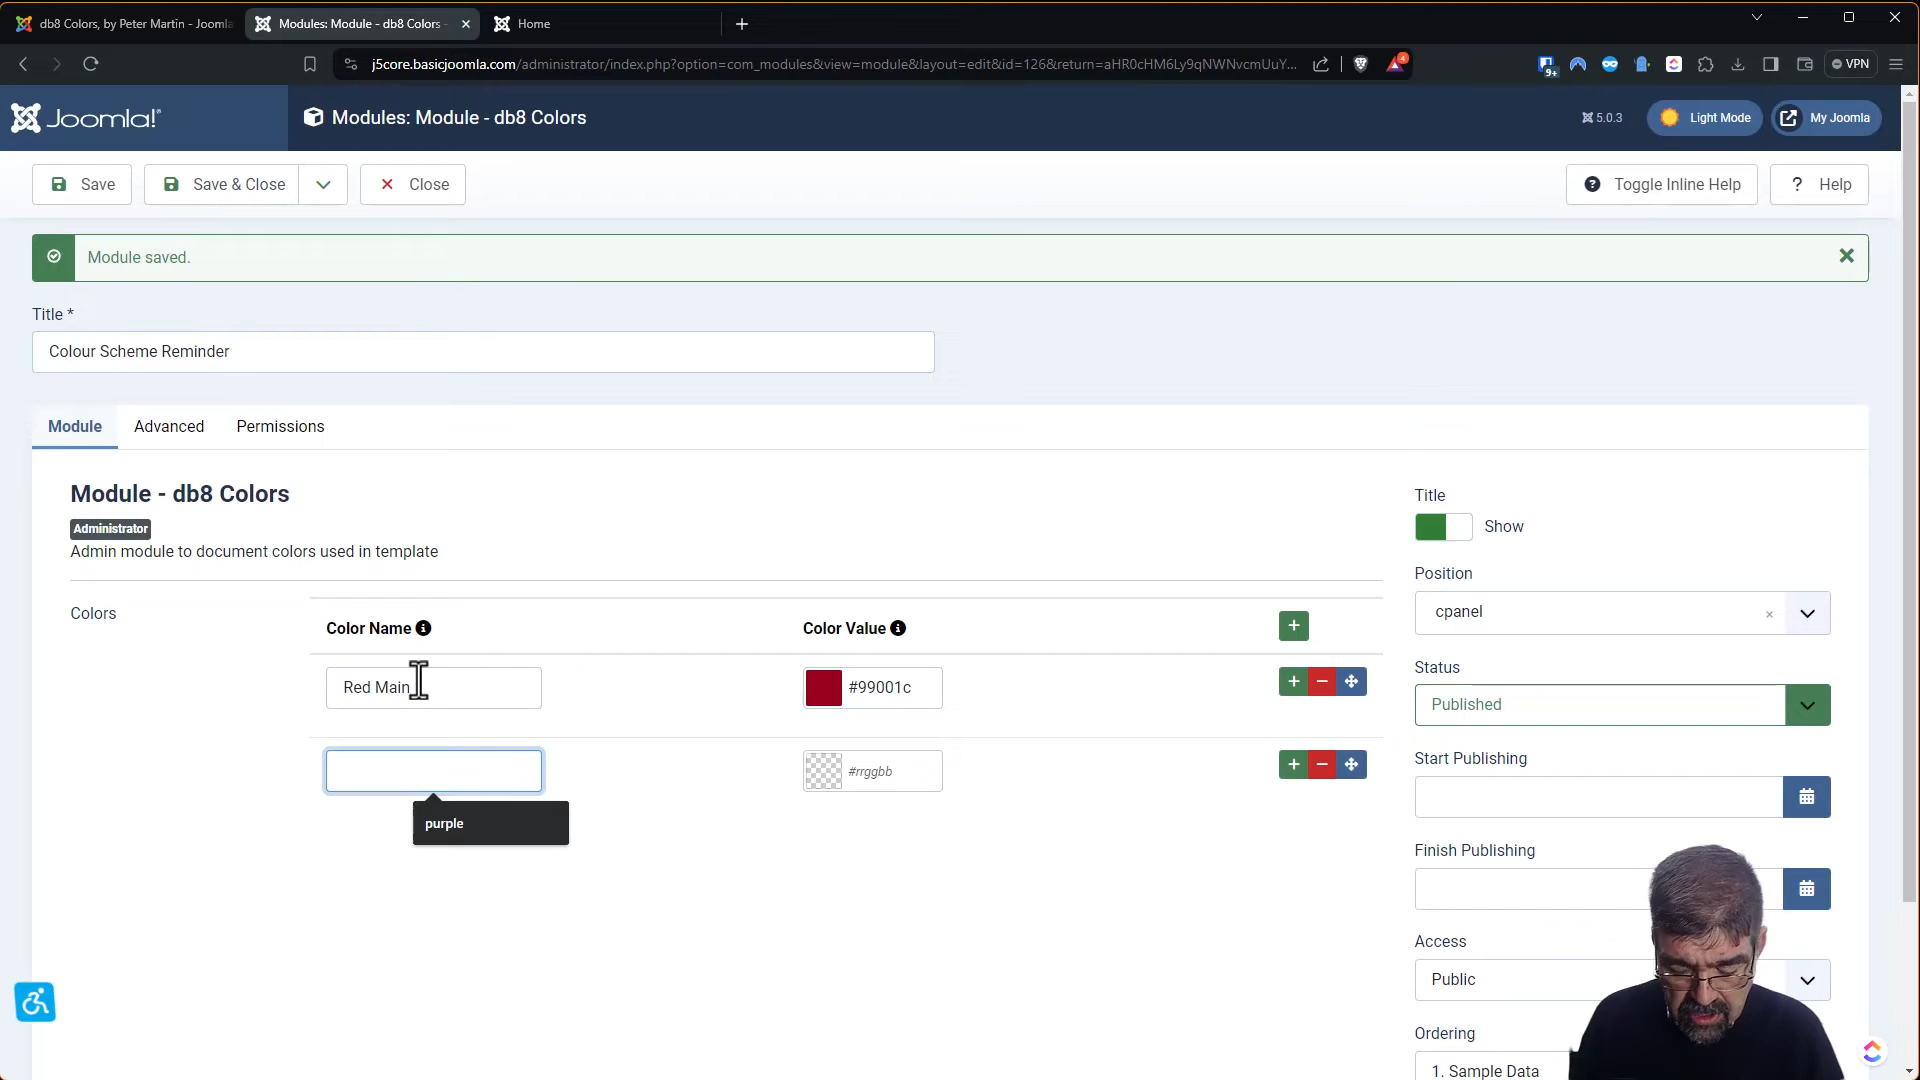 db8 Colors, by Peter Martin - Joomla
Modules: Module - db8 Colors -
Home
j5core.basicjoomla.com/administrator/index.php?option=com_modules&view=module&layout=edit&id=126&return=aHR0cHM6Ly9qNWNvcmUuY...
9+
4
VPN
Joomla!
Modules: Module - db8 Colors
5.0.3
Light Mode
My Joomla
Save
Save & Close
Close
Toggle Inline Help
Help
Module saved.
Title *
Colour Scheme Reminder
Module
Advanced
Permissions
Module - db8 Colors
Administrator
Admin module to document colors used in template
Colors
Color Name
Color Value
Red Main
#99001c
#rrggbb
purple
Title
Show
Position
cpanel
Status
Published
Start Publishing
Finish Publishing
Access
Public
Ordering
1. Sample Data